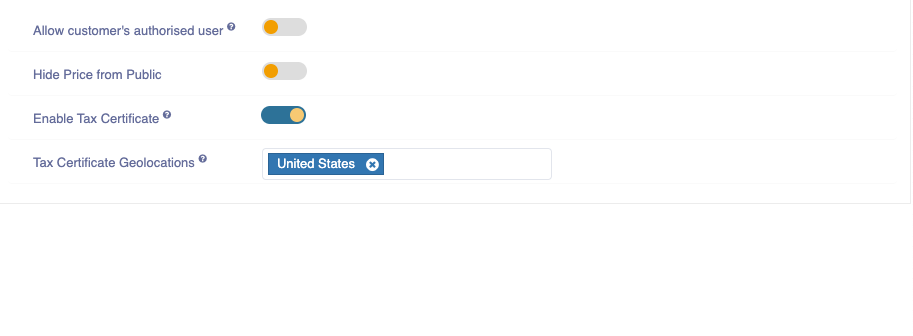 Allow customer's authorised user
Hide Price from Public
Enable Tax Certificate
Tax Certificate Geolocations
United States